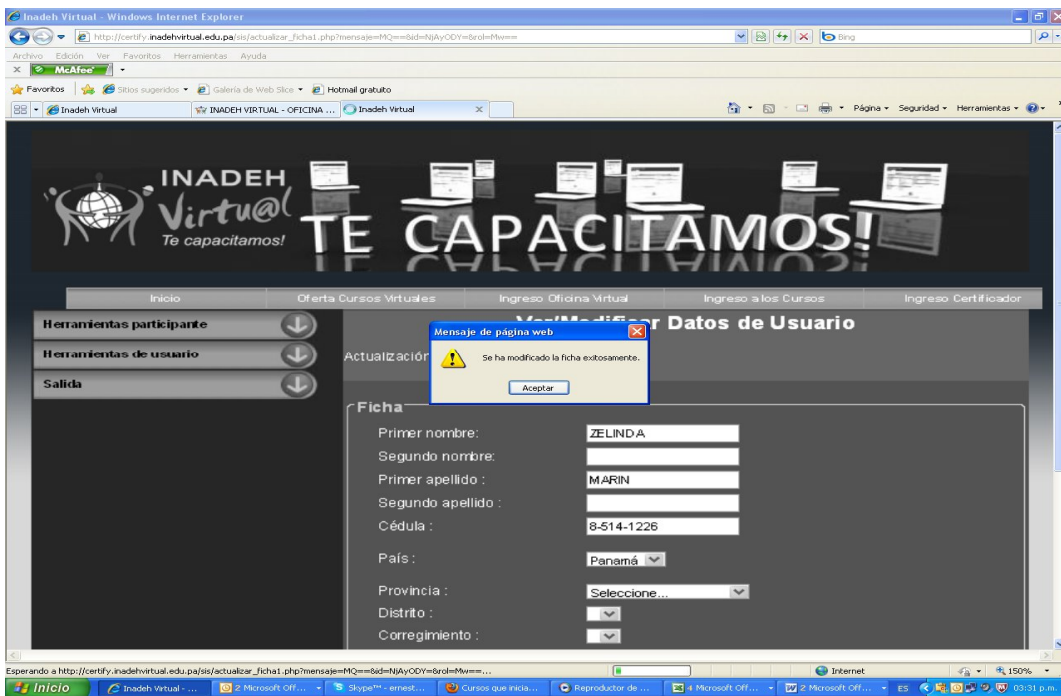 Inadeh Virtual - Windows Internet Explorer
http://certify.inadehvirtual.edu.pa/sis/actualizar_ficha1.php?mensaje=MQ==&id=NjAyODY=&rol=Mw==
Bing
Archivo Edición Ver Favoritos Herramientas Ayuda
McAfee
Favoritos Sitios sugeridos Galería de Web Slice Hotmail gratuito
Inadeh Virtual INADEH VIRTUAL - OFICINA ... Inadeh Virtual Página Seguridad Herramientas
INADEH
Virtu@l
Te capacitamos!
TE CAPACITAMOS!
Inicio Oferta Cursos Virtuales Ingreso Oficina Virtual Ingreso a los Cursos Ingreso Certificador
Herramientas participante
Herramientas de usuario
Salida
Ver/Modificar Datos de Usuario
Actualización
Mensaje de página web
Se ha modificado la ficha exitosamente.
Aceptar
Ficha
Primer nombre: ZELINDA
Segundo nombre:
Primer apellido : MARIN
Segundo apellido :
Cédula : 8-514-1226
País : Panamá
Provincia : Seleccione...
Distrito :
Corregimiento :
Esperando a http://certify.inadehvirtual.edu.pa/sis/actualizar_ficha1.php?mensaje=MQ==&id=NjAyODY=&rol=Mw==... Internet 150%
Inicio Inadeh Virtual - ... 2 Microsoft Off... Skype™ - ernest... Cursos que inicia... Reproductor de ... 4 Microsoft Off... 2 Microsoft Off... ES 03:31 p.m.